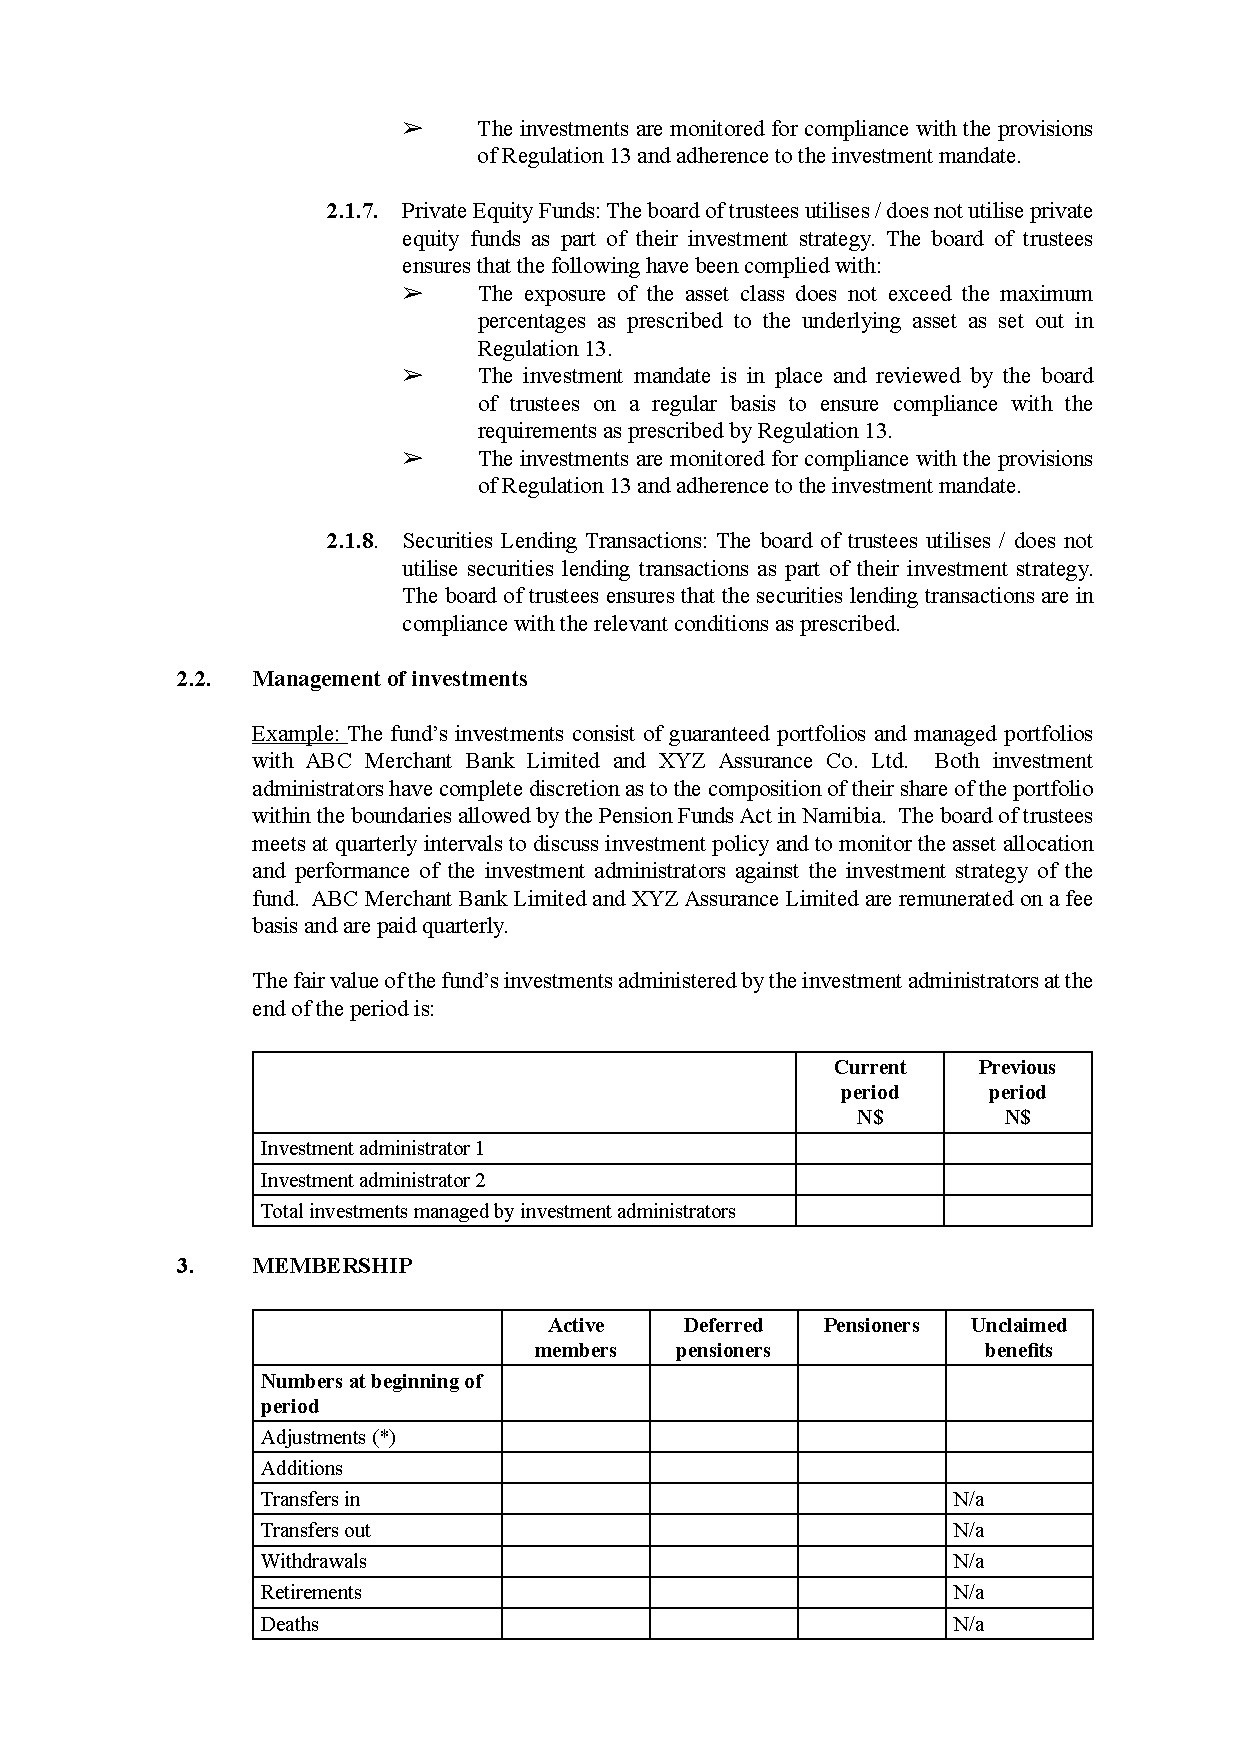 ➢ The investments are monitored for compliance with the provisions
of Regulation 13 and adherence to the investment mandate.
2.1.7. Private Equity Funds: The board of trustees utilises / does not utilise private
equity funds as part of their investment strategy. The board of trustees
ensures that the following have been complied with:
➢ The exposure of the asset class does not exceed the maximum
percentages as prescribed to the underlying asset as set out in
Regulation 13.
➢ The investment mandate is in place and reviewed by the board
of trustees on a regular basis to ensure compliance with the
requirements as prescribed by Regulation 13.
➢ The investments are monitored for compliance with the provisions
of Regulation 13 and adherence to the investment mandate.
2.1.8. Securities Lending Transactions: The board of trustees utilises / does not
utilise securities lending transactions as part of their investment strategy.
The board of trustees ensures that the securities lending transactions are in
compliance with the relevant conditions as prescribed.
2.2. Management of investments
Example: The fund’s investments consist of guaranteed portfolios and managed portfolios
with ABC Merchant Bank Limited and XYZ Assurance Co. Ltd. Both investment
administrators have complete discretion as to the composition of their share of the portfolio
within the boundaries allowed by the Pension Funds Act in Namibia. The board of trustees
meets at quarterly intervals to discuss investment policy and to monitor the asset allocation
and performance of the investment administrators against the investment strategy of the
fund. ABC Merchant Bank Limited and XYZ Assurance Limited are remunerated on a fee
basis and are paid quarterly.
The fair value of the fund’s investments administered by the investment administrators at the
end of the period is:
Current Previous
period period
N$ N$
Investment administrator 1
Investment administrator 2
Total investments managed by investment administrators
3. MEMBERSHIP
Active Deferred Pensioners Unclaimed
members pensioners benefits
Numbers at beginning of
period
Adjustments (*)
Additions
Transfers in N/a
Transfers out N/a
Withdrawals N/a
Retirements N/a
Deaths N/a